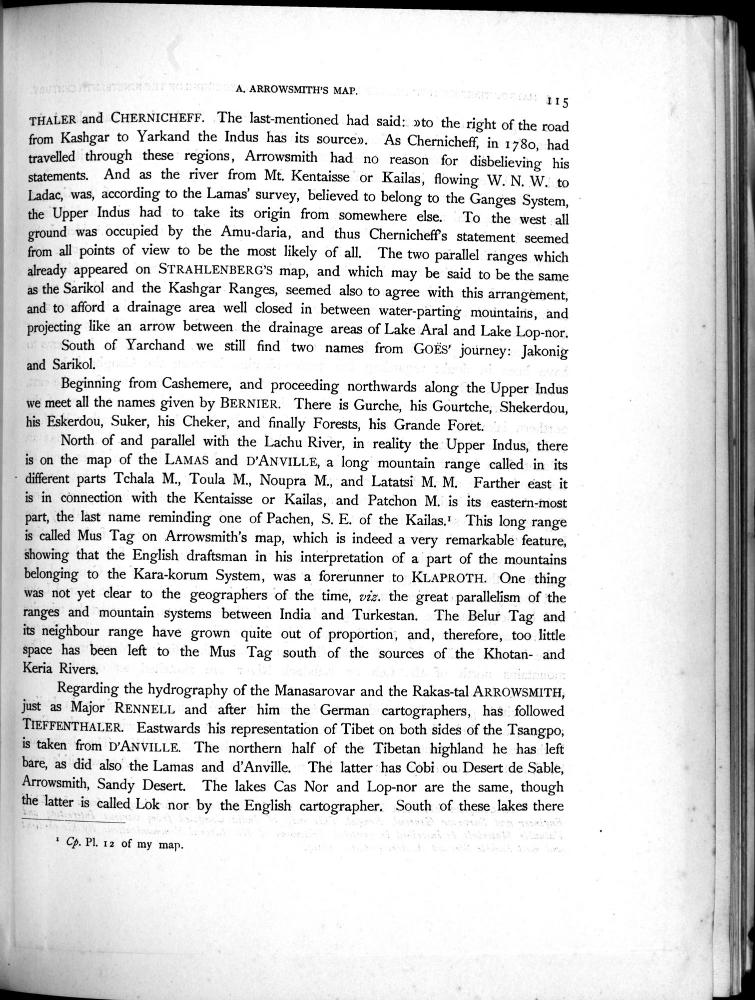 A. ARROWSMITH'S MAP.
115
THALER and CHERNICHEFF. The last-mentioned had said: »to the right of the road
from Kashgar to Yarkand the Indus has its source». As Chernicheff, in 1780, had
travelled through these regions, Arrowsmith had no reason for disbelieving his
statements. And as the river from Mt. Kentaisse or Kailas, flowing W. N. W. to
Ladac, was, according to the Lamas' survey, believed to belong to the Ganges System,
the Upper Indus had to take its origin from somewhere else. To the west all
ground was occupied by the Amu-daria, and thus Chernicheff's statement seemed
from all points of view to be the most likely of all. The two parallel ranges which
already appeared on STRAHLENBERG'S map, and which may be said to be the same
as the Sarikol and the Kashgar Ranges, seemed also to agree with this arrangement,
and to afford a drainage area well closed in between water-parting mountains, and
projecting like an arrow between the drainage areas of Lake Aral and Lake Lop-nor.
South of Yarchand we still find two names from GOËS' journey: Jakonig
and Sarikol.
Beginning from Cashemere, and proceeding northwards along the Upper Indus
we meet all the names given by BERNIER. There is Gurche, his Gourtche, Shekerdou,
his Eskerdou, Suker, his Cheker, and finally Forests, his Grande Foret.
North of and parallel with the Lachu River, in reality the Upper Indus, there
is on the map of the LAMAS and D'ANVILLE, a long mountain range called in its
different parts Tchala M., Toula M., Noupra M., and Latatsi M. M. Farther east it
is in connection with the Kentaisse or Kailas, and Patchon M. is its eastern-most
part, the last name reminding one of Pachen, S. E. of the Kailas.¹ This long range
is called Mus Tag on Arrowsmith's map, which is indeed a very remarkable feature,
showing that the English draftsman in his interpretation of a part of the mountains
belonging to the Kara-korum System, was a forerunner to KLAPROTH. One thing
was not yet clear to the geographers of the time, viz. the great parallelism of the
ranges and mountain systems between India and Turkestan. The Belur Tag and
its neighbour range have grown quite out of proportion, and, therefore, too little
space has been left to the Mus Tag south of the sources of the Khotan- and
Keria Rivers.
Regarding the hydrography of the Manasarovar and the Rakas-tal ARROWSMITH,
just as Major RENNELL and after him the German cartographers, has followed
TIEFFENTHALER. Eastwards his representation of Tibet on both sides of the Tsangpo,
is taken from D'ANVILLE. The northern half of the Tibetan highland he has left
bare, as did also the Lamas and d'Anville. The latter has Cobi ou Desert de Sable,
Arrowsmith, Sandy Desert. The lakes Cas Nor and Lop-nor are the same, though
the latter is called Lok nor by the English cartographer. South of these lakes there
¹ Cp. Pl. 12 of my map.